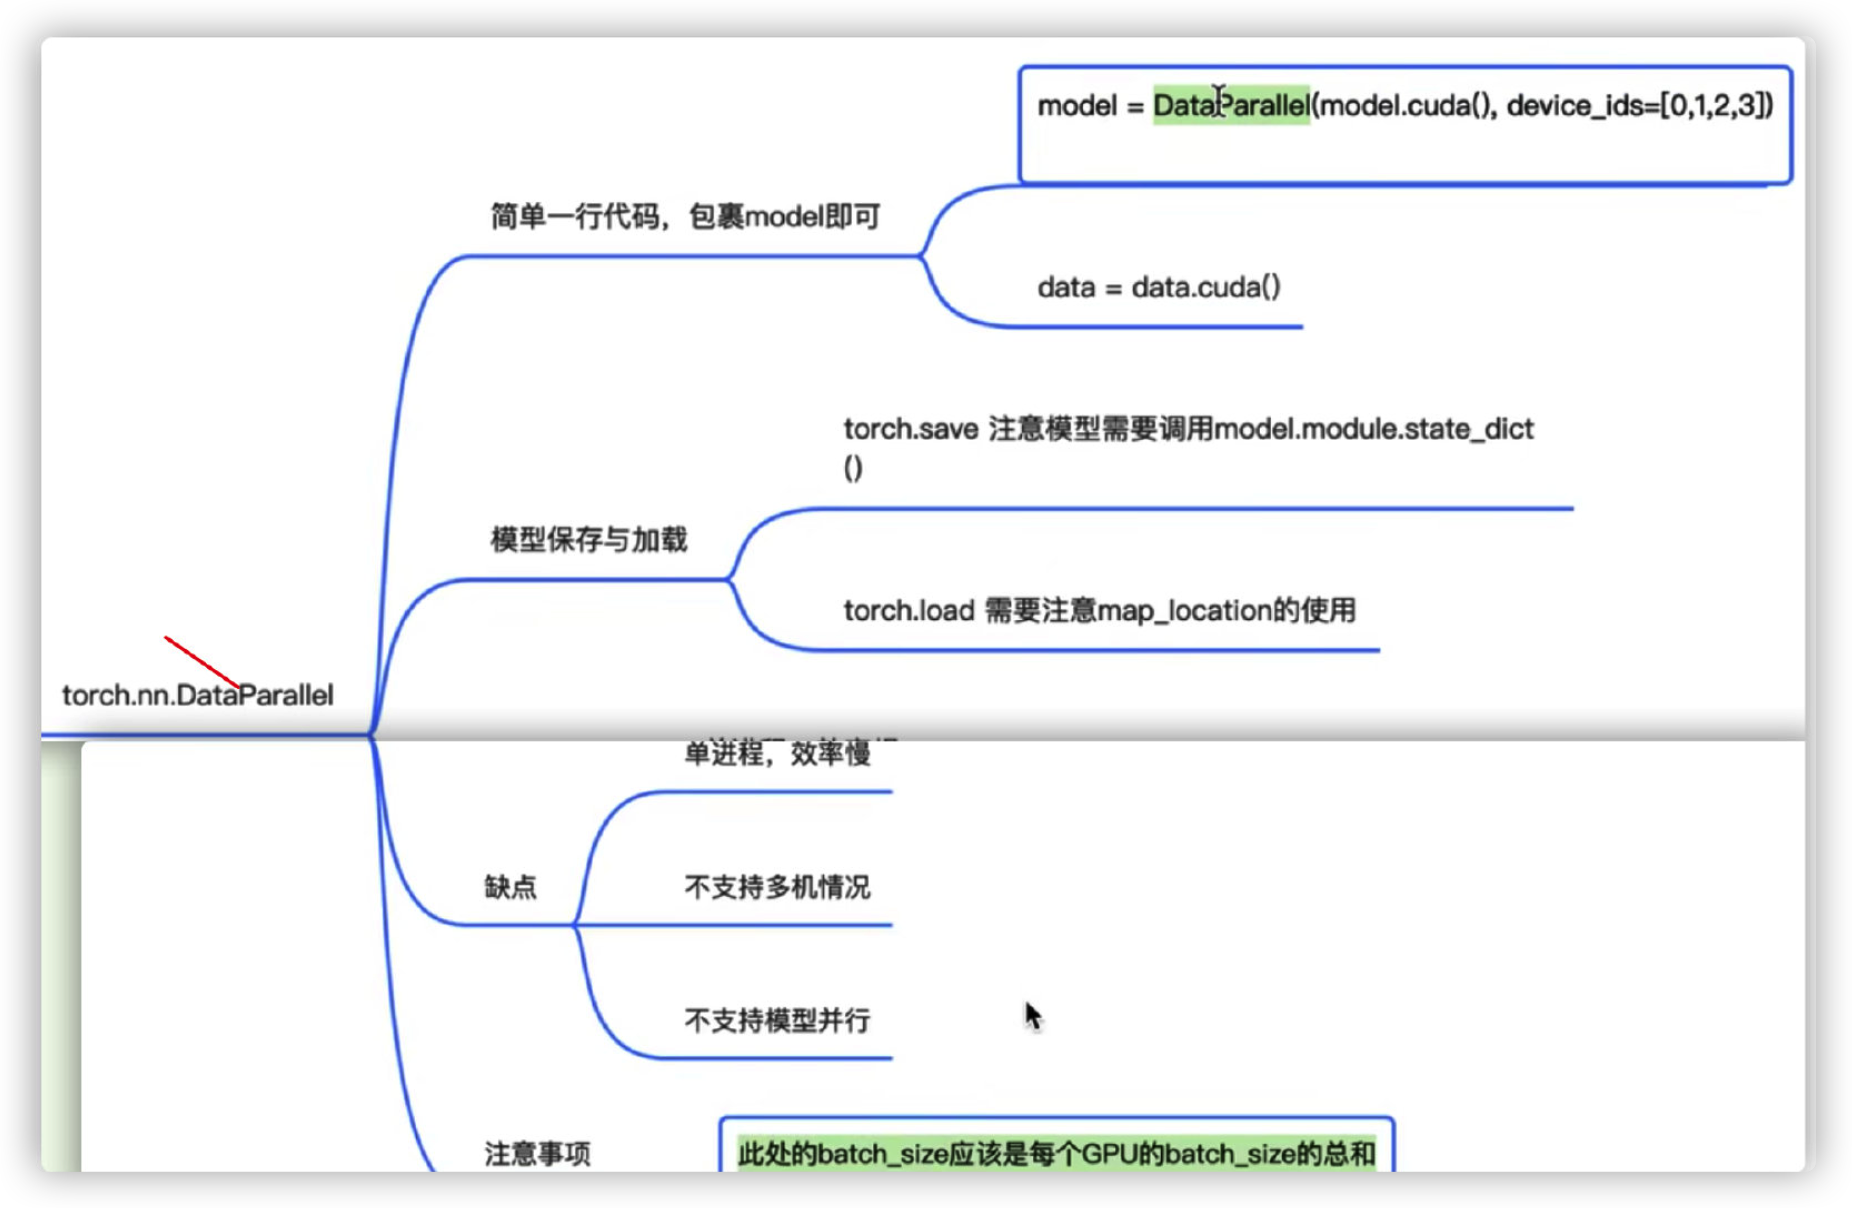 model = DataParallel(model.cuda(), device_ids=[0,1,2,3])
简单一行代码，包裹model即可
data = data.cuda()
torch.save 注意模型需要调用model.module.state_dict
()
模型保存与加载
torch.load 需要注意map_location的使用
torch.nn.DataParallel
单进程，效率慢
缺点
不支持多机情况
不支持模型并行
注意事项
此处的batch_size应该是每个GPU的batch_size的总和